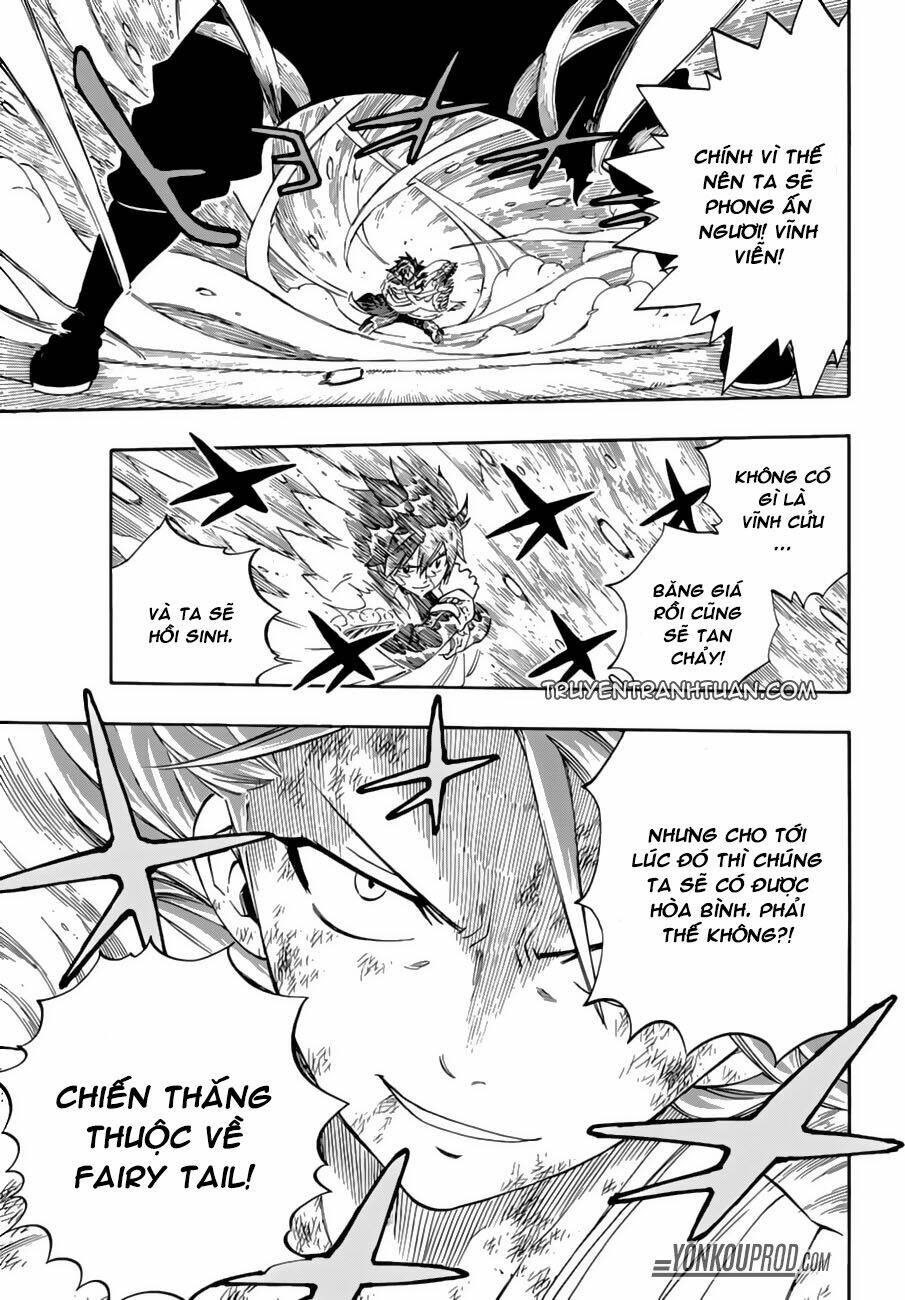 CHÍNH VÌ THẾ
NÊN TA SẼ
PHONG ẤN
NGƯƠI! VĨNH
VIỄN!
KHÔNG CÓ
GÌ LÀ
VĨNH CỬU
...
BĂNG GIÁ
RỒI CŨNG
SẼ TAN
CHẢY!
VÀ TA SẼ
HỒI SINH.
TRUYENTRANHTUAN.COM
NHƯNG CHO TỚI
LÚC ĐÓ THÌ CHÚNG
TA SẼ CÓ ĐƯỢC
HÒA BÌNH. PHẢI
THẾ KHÔNG?!
CHIẾN THẮNG
THUỘC VỀ
FAIRY TAIL!
=YONKOUPROD.COM